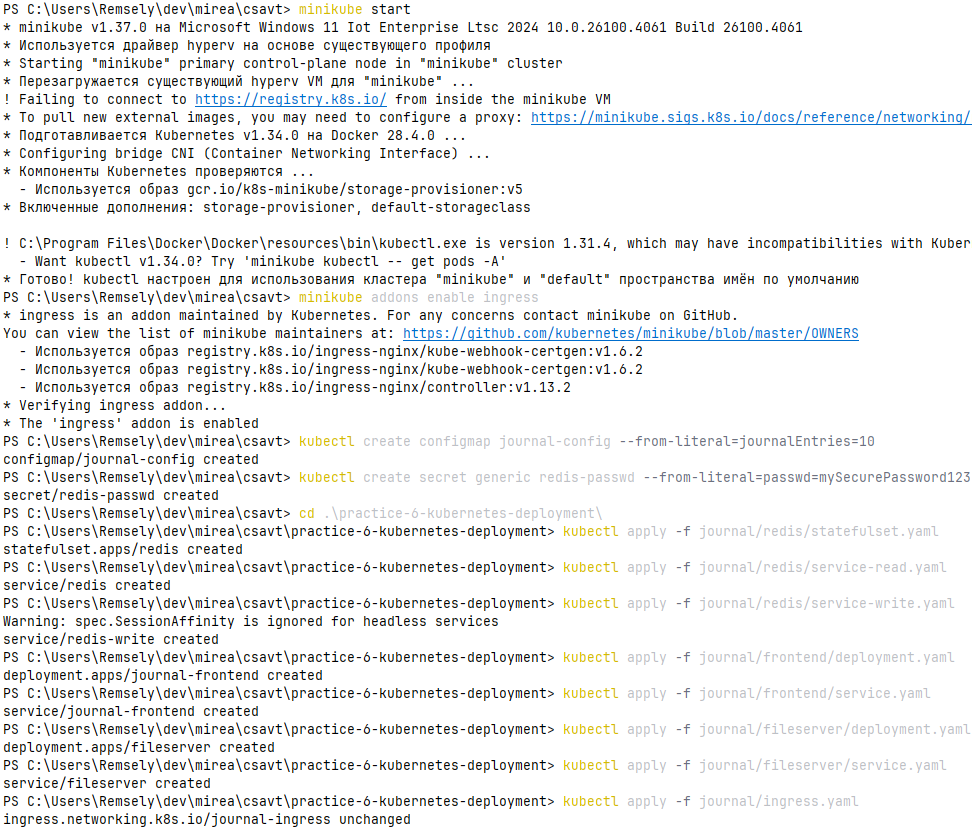 PS C:\Users\Remsely\dev\mirea\csavt> minikube start
* minikube v1.37.0 на Microsoft Windows 11 Iot Enterprise Ltsc 2024 10.0.26100.4061 Build 26100.4061
* Используется драйвер hyperv на основе существующего профиля
* Starting "minikube" primary control-plane node in "minikube" cluster
* Перезагружается существующий hyperv VM для "minikube" ...
! Failing to connect to https://registry.k8s.io/ from inside the minikube VM
* To pull new external images, you may need to configure a proxy: https://minikube.sigs.k8s.io/docs/reference/networking/
* Подготавливается Kubernetes v1.34.0 на Docker 28.4.0 ...
* Configuring bridge CNI (Container Networking Interface) ...
* Компоненты Kubernetes проверяются ...
  - Используется образ gcr.io/k8s-minikube/storage-provisioner:v5
* Включенные дополнения: storage-provisioner, default-storageclass
! C:\Program Files\Docker\Docker\resources\bin\kubectl.exe is version 1.31.4, which may have incompatibilities with Kuber
  - Want kubectl v1.34.0? Try 'minikube kubectl -- get pods -A'
* Готово! kubectl настроен для использования кластера "minikube" и "default" пространства имён по умолчанию
PS C:\Users\Remsely\dev\mirea\csavt> minikube addons enable ingress
* ingress is an addon maintained by Kubernetes. For any concerns contact minikube on GitHub.
You can view the list of minikube maintainers at: https://github.com/kubernetes/minikube/blob/master/OWNERS
  - Используется образ registry.k8s.io/ingress-nginx/kube-webhook-certgen:v1.6.2
  - Используется образ registry.k8s.io/ingress-nginx/kube-webhook-certgen:v1.6.2
  - Используется образ registry.k8s.io/ingress-nginx/controller:v1.13.2
* Verifying ingress addon...
* The 'ingress' addon is enabled
PS C:\Users\Remsely\dev\mirea\csavt> kubectl create configmap journal-config --from-literal=journalEntries=10
configmap/journal-config created
PS C:\Users\Remsely\dev\mirea\csavt> kubectl create secret generic redis-passwd --from-literal=passwd=mySecurePassword123
secret/redis-passwd created
PS C:\Users\Remsely\dev\mirea\csavt> cd .\practice-6-kubernetes-deployment\
PS C:\Users\Remsely\dev\mirea\csavt\practice-6-kubernetes-deployment> kubectl apply -f journal/redis/statefulset.yaml
statefulset.apps/redis created
PS C:\Users\Remsely\dev\mirea\csavt\practice-6-kubernetes-deployment> kubectl apply -f journal/redis/service-read.yaml
service/redis created
PS C:\Users\Remsely\dev\mirea\csavt\practice-6-kubernetes-deployment> kubectl apply -f journal/redis/service-write.yaml
Warning: spec.SessionAffinity is ignored for headless services
service/redis-write created
PS C:\Users\Remsely\dev\mirea\csavt\practice-6-kubernetes-deployment> kubectl apply -f journal/frontend/deployment.yaml
deployment.apps/journal-frontend created
PS C:\Users\Remsely\dev\mirea\csavt\practice-6-kubernetes-deployment> kubectl apply -f journal/frontend/service.yaml
service/journal-frontend created
PS C:\Users\Remsely\dev\mirea\csavt\practice-6-kubernetes-deployment> kubectl apply -f journal/fileserver/deployment.yaml
deployment.apps/fileserver created
PS C:\Users\Remsely\dev\mirea\csavt\practice-6-kubernetes-deployment> kubectl apply -f journal/fileserver/service.yaml
service/fileserver created
PS C:\Users\Remsely\dev\mirea\csavt\practice-6-kubernetes-deployment> kubectl apply -f journal/ingress.yaml
ingress.networking.k8s.io/journal-ingress unchanged